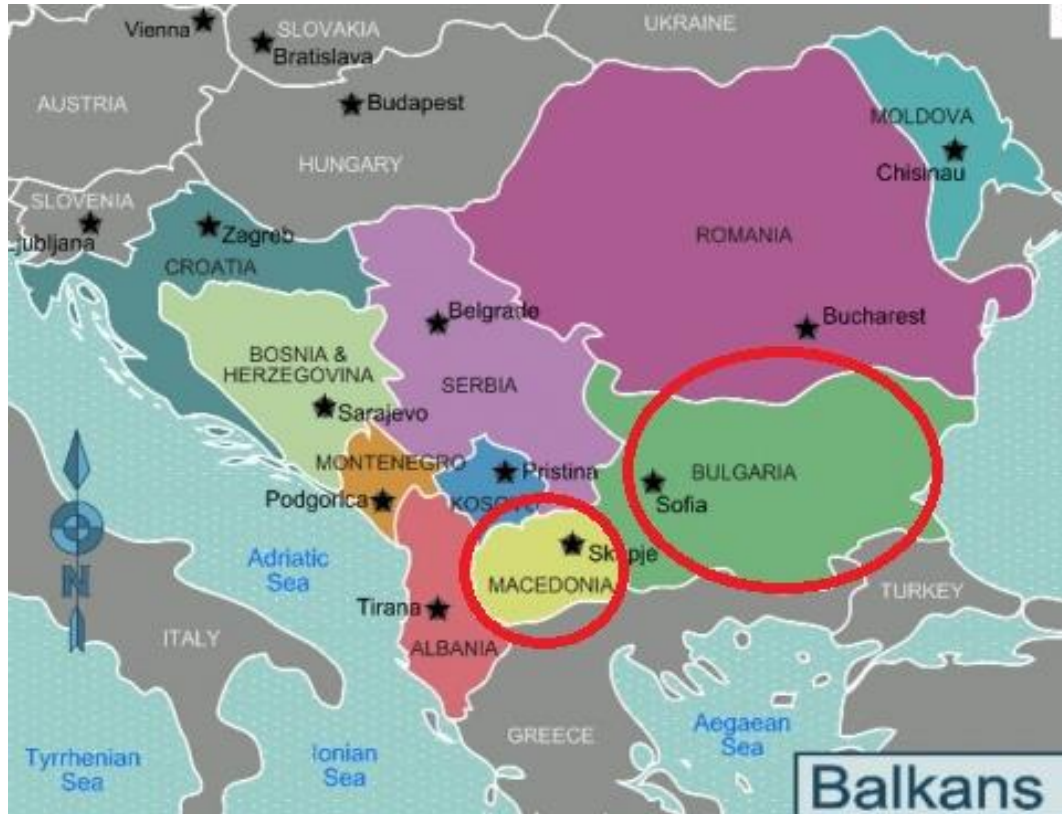 Vienna
SLOVAKIA
Bratislava
UKRAINE
AUSTRIA
Budapest
HUNGARY
MOLDOVA
Chisinau
SLOVENIA
Ljubljana
Zagreb
CROATIA
ROMANIA
Belgrade
Bucharest
BOSNIA &
HERZEGOVINA
SERBIA
Sarajevo
MONTENEGRO
Pristina
BULGARIA
Podgorica
KOSOVO
Sofia
Adriatic
Sea
Skopje
MACEDONIA
N
TURKEY
Tirana
ITALY
ALBANIA
GREECE
Aegaean
Sea
Tyrrhenian
Sea
Ionian
Sea
Balkans